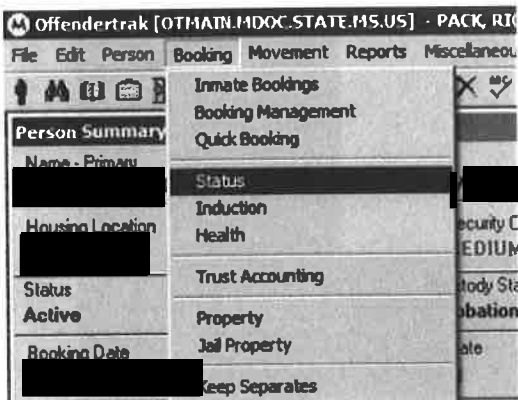 Offendertrak [OTMAIN.MDOC.STATE.MS.US] - PACK, RIC
File Edit Person Booking Movement Reports Miscellaneou
Inmate Bookings
Booking Management
Quick Booking
Person Summary
Name - Primary
Status
Induction
Housing Location
Health
ecurity C
EDIUM
Trust Accounting
Status
tody Sta
Active
obation
Property
Jail Property
Booking Date
ate
Keep Separates